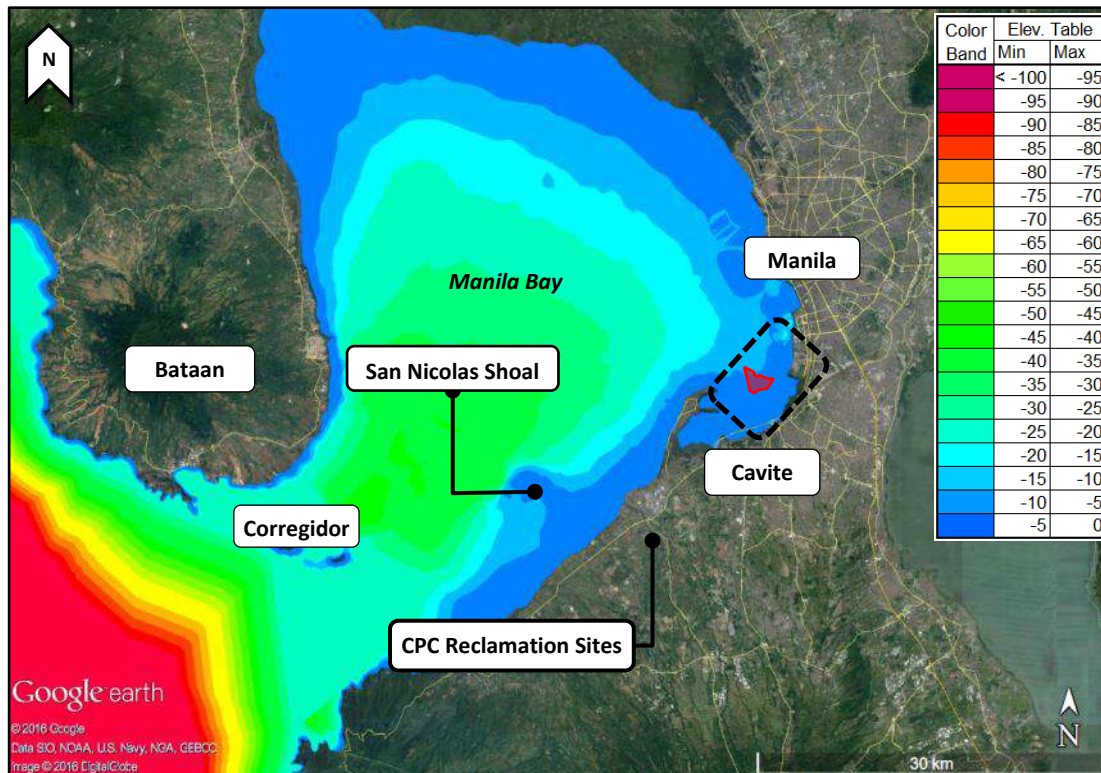 N
Color Band
Elev. Table
Min
Max
< -100 -95
-95 -90
-90 -85
-85 -80
-80 -75
-75 -70
-70 -65
-65 -60
-60 -55
-55 -50
-50 -45
-45 -40
-40 -35
-35 -30
-30 -25
-25 -20
-20 -15
-15 -10
-10 -5
-5 0
Manila
Manila Bay
San Nicolas Shoal
Bataan
Cavite
Corregidor
CPC Reclamation Sites
Google earth
© 2016 Google
Data SIO, NOAA, U.S. Navy, NGA, GEBCO
Image © 2016 DigitalGlobe
N
30 km